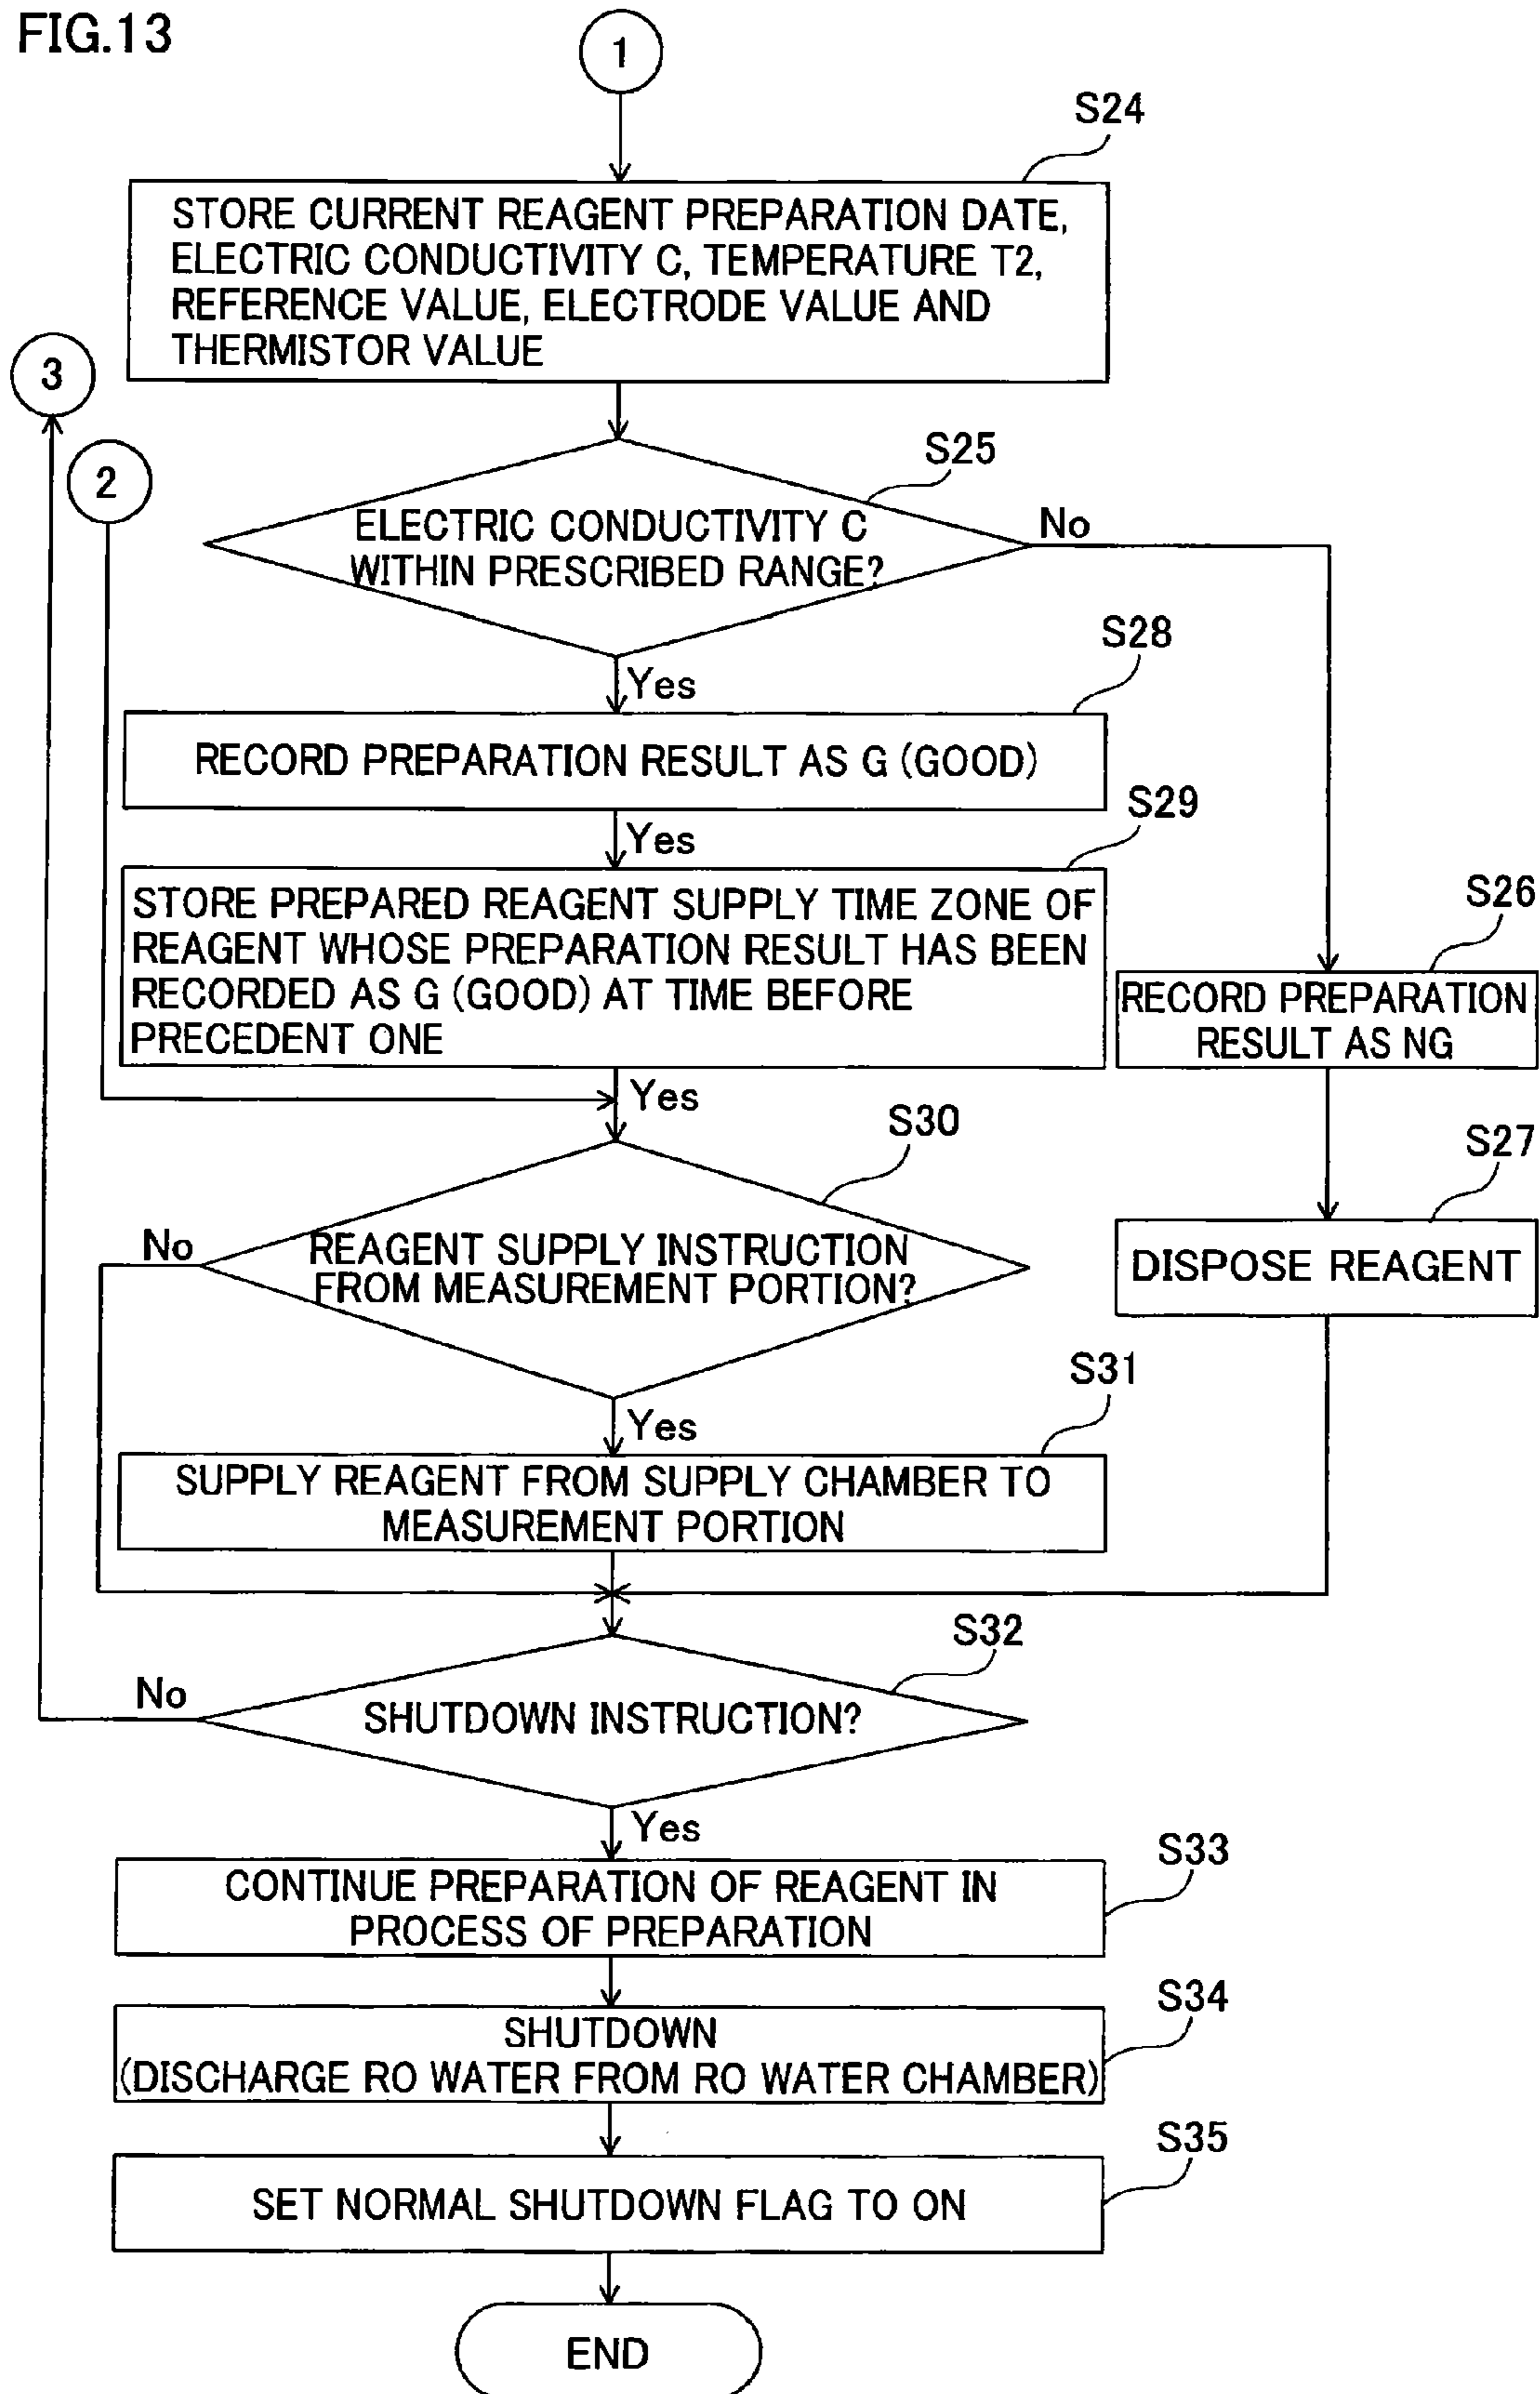 FIG.13
1
S24
STORE CURRENT REAGENT PREPARATION DATE,
ELECTRIC CONDUCTIVITY C, TEMPERATURE T2,
REFERENCE VALUE, ELECTRODE VALUE AND
THERMISTOR VALUE
3
2
S25
ELECTRIC CONDUCTIVITY C
WITHIN PRESCRIBED RANGE?
No
Yes
S28
RECORD PREPARATION RESULT AS G (GOOD)
Yes
S29
STORE PREPARED REAGENT SUPPLY TIME ZONE OF
REAGENT WHOSE PREPARATION RESULT HAS BEEN
RECORDED AS G (GOOD) AT TIME BEFORE
PRECEDENT ONE
S26
RECORD PREPARATION
RESULT AS NG
Yes
S30
REAGENT SUPPLY INSTRUCTION
FROM MEASUREMENT PORTION?
No
S27
DISPOSE REAGENT
Yes
S31
SUPPLY REAGENT FROM SUPPLY CHAMBER TO
MEASUREMENT PORTION
S32
No
SHUTDOWN INSTRUCTION?
Yes
S33
CONTINUE PREPARATION OF REAGENT IN
PROCESS OF PREPARATION
S34
SHUTDOWN
(DISCHARGE RO WATER FROM RO WATER CHAMBER)
S35
SET NORMAL SHUTDOWN FLAG TO ON
END